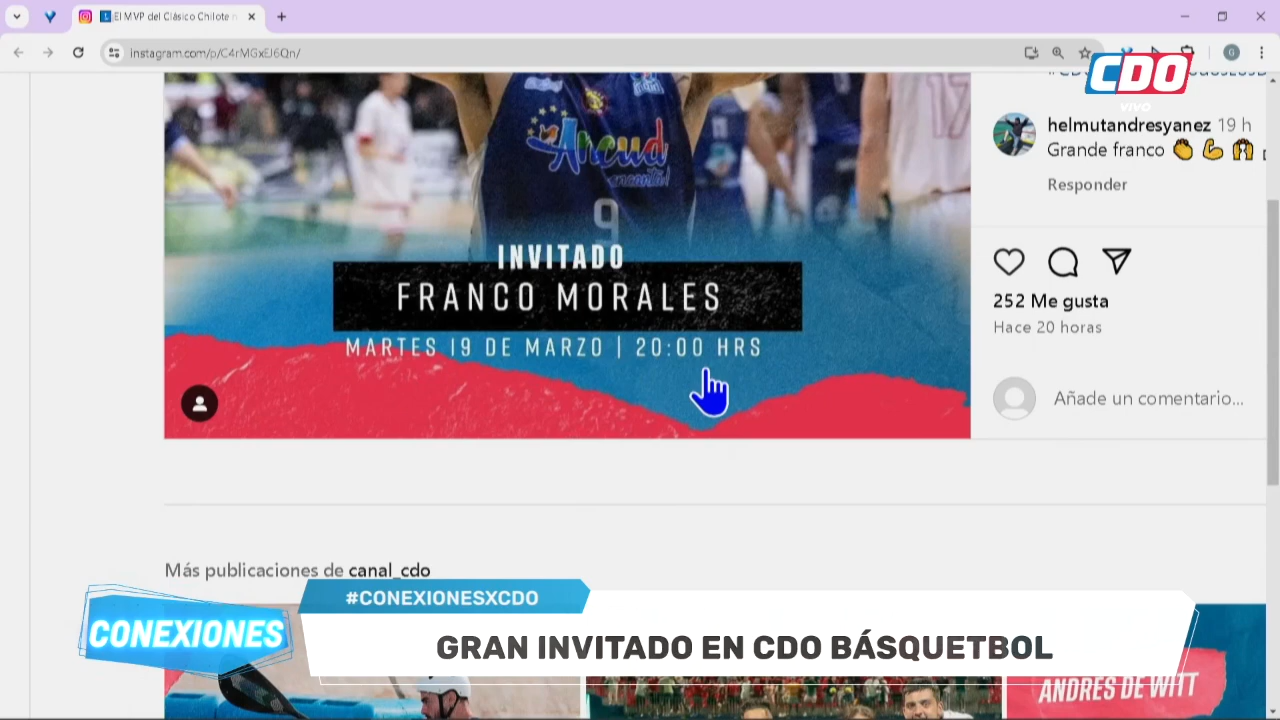 El MVP del Clásico Chilote n
instagram.com/p/C4rMGxEJ6Qn/
G
CDO
VIVO
helmutandresyanez 19 h
Grande franco
Responder
Ancud
encanta!
9
INVITADO
FRANCO MORALES
MARTES 19 DE MARZO | 20:00 HRS
252 Me gusta
Hace 20 horas
Añade un comentario...
Más publicaciones de canal_cdo
#CONEXIONESXCDO
CONEXIONES
GRAN INVITADO EN CDO BÁSQUETBOL
ANDRES DE WITT